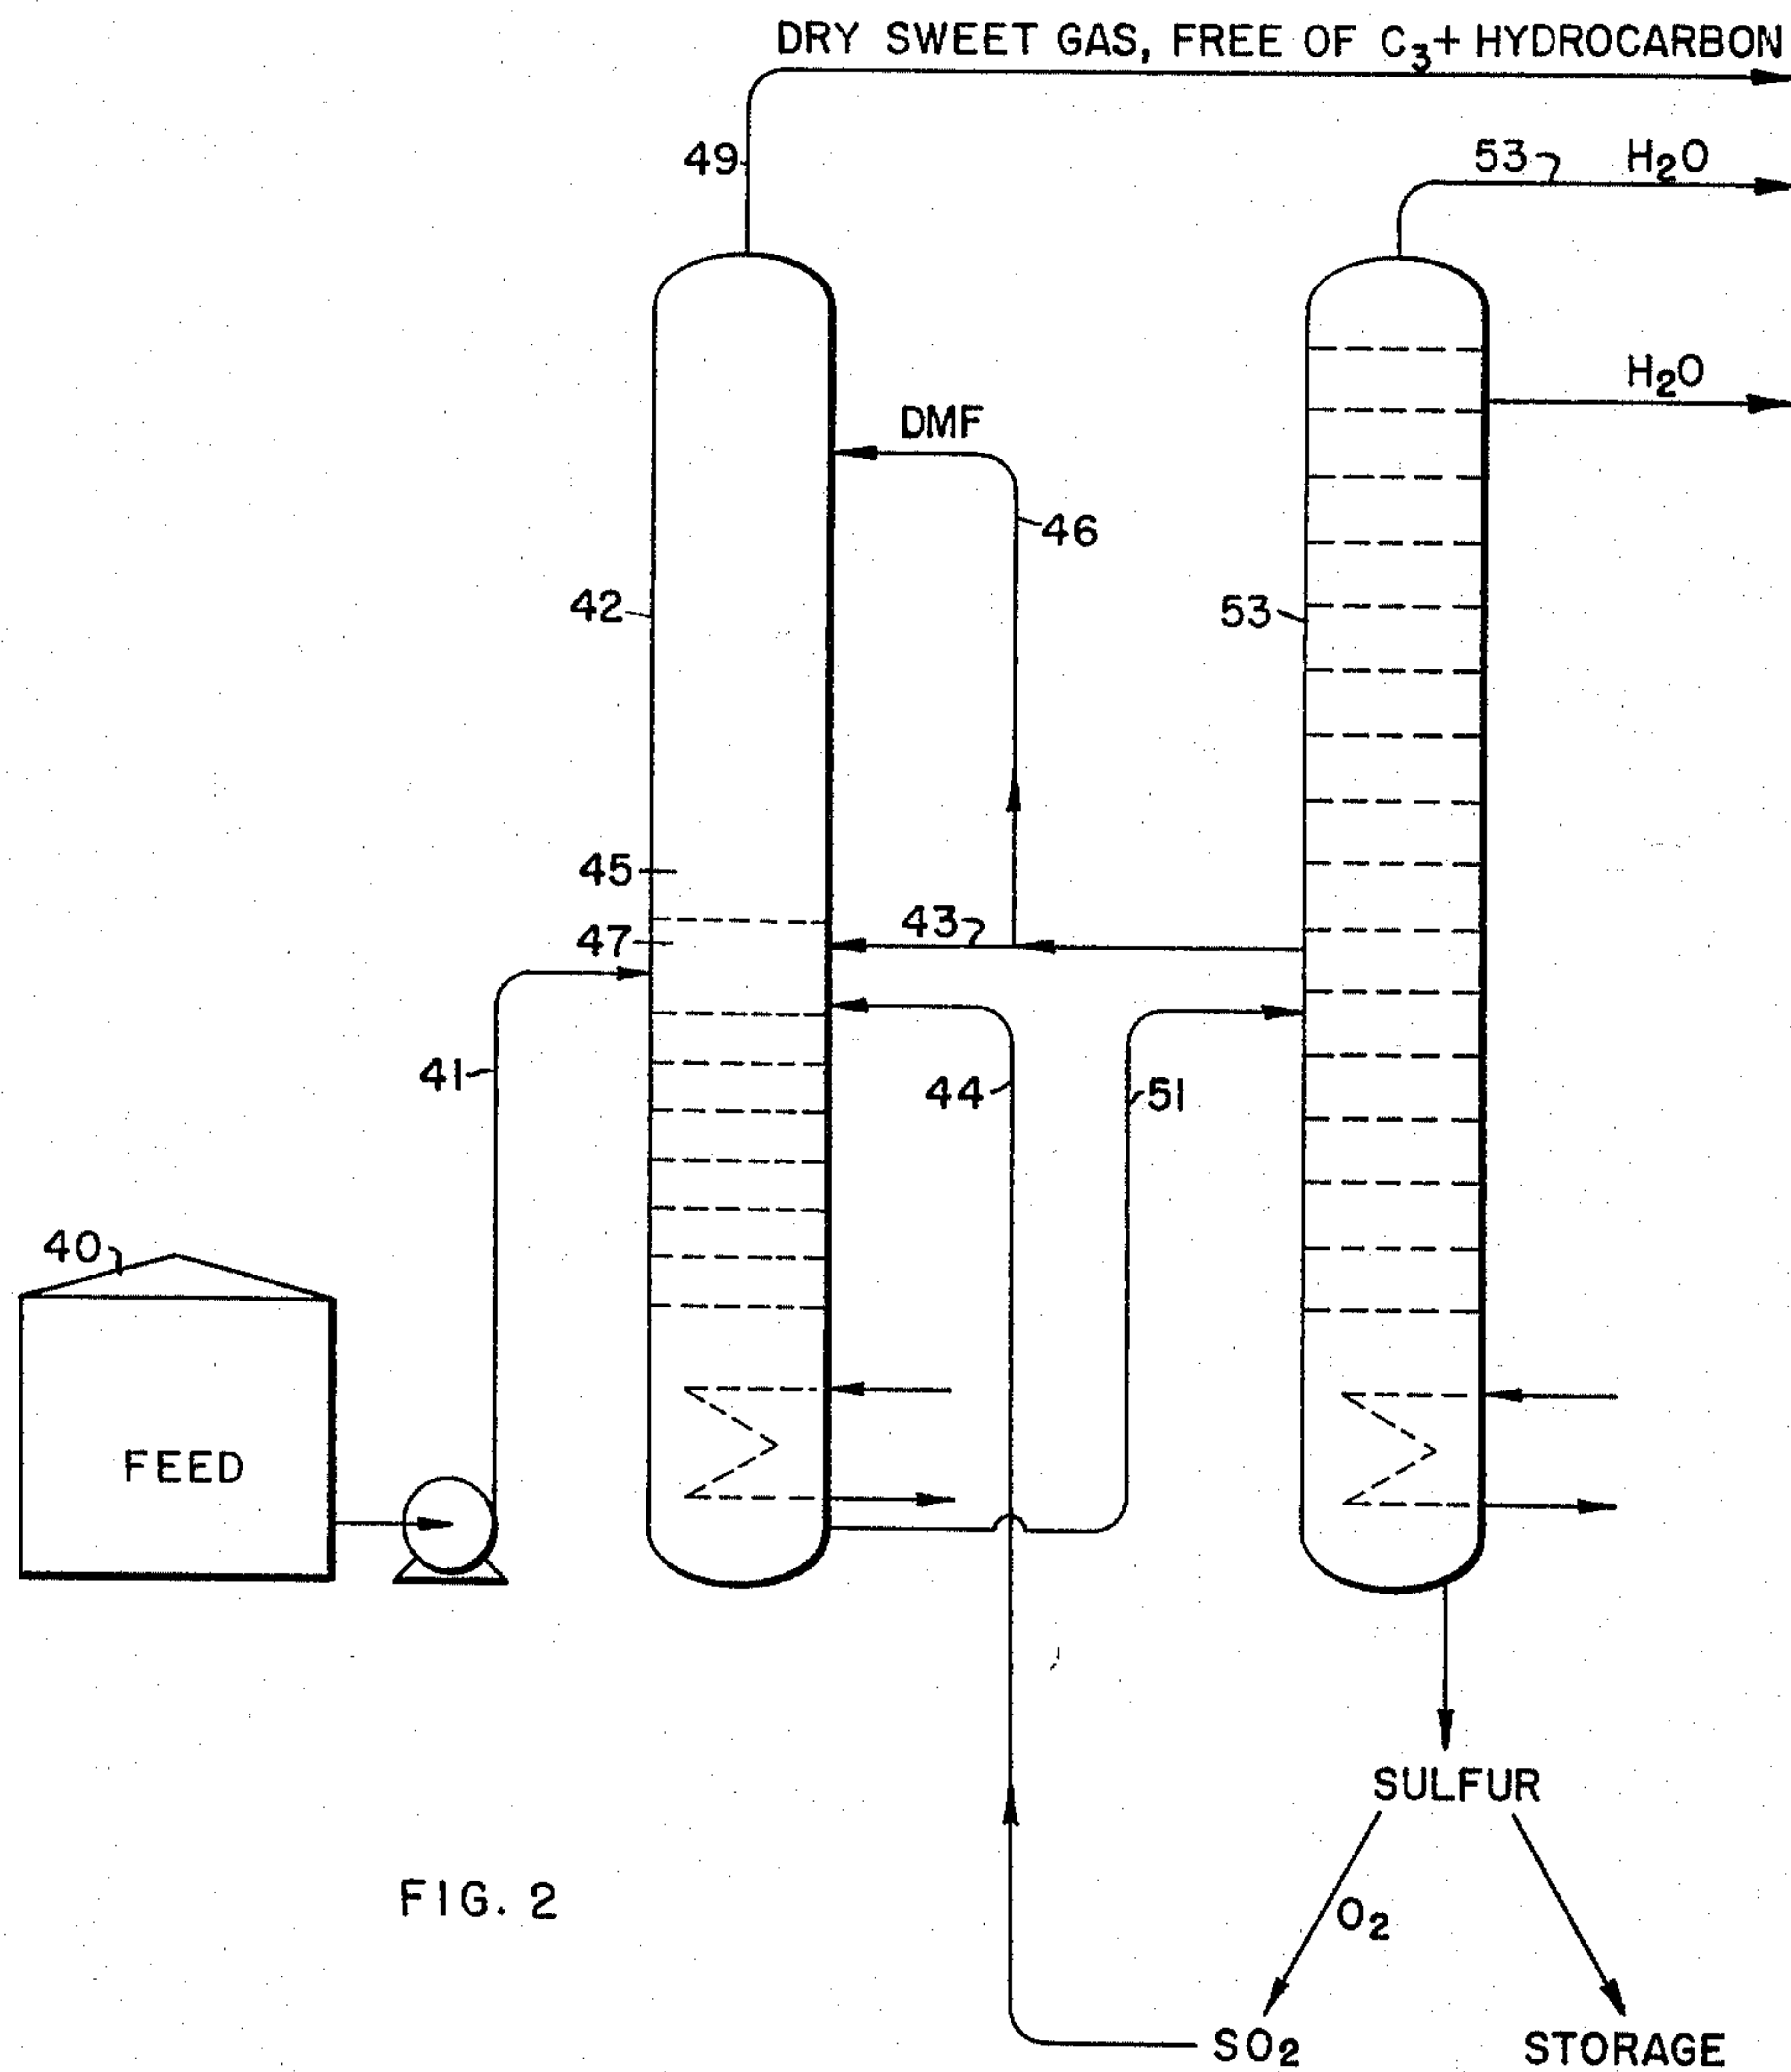 DRY SWEET GAS, FREE OF C₃+ HYDROCARBON
49
53 H₂O
H₂O
DMF
46
42
53
45
43
47
41
44
51
40
FEED
SULFUR
FIG. 2
O₂
SO₂
STORAGE